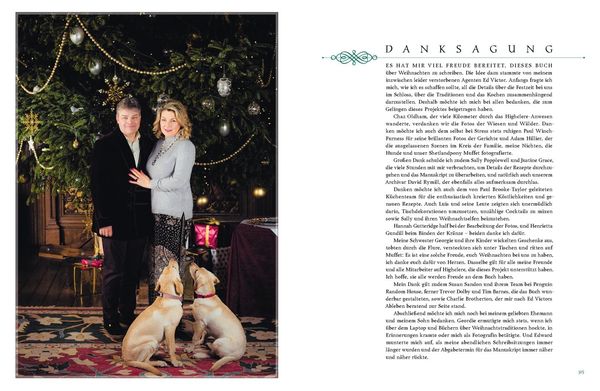 DANKSAGUNG
ES HAT MIR VIEL FREUDE BEREITET, DIESES BUCH
über Weihnachten zu schreiben. Die Idee dazu stammte von meinem
inzwischen leider verstorbenen Agenten Ed Victor. Anfangs fragte ich
mich, wie ich es schaffen sollte, all die Details über die Festzeit bei uns
im Schloss, über die Traditionen und das Kochen zusammenhängend
darzustellen. Deshalb möchte ich mich bei allen bedanken, die zum
Gelingen dieses Projektes beigetragen haben.
Chaz Oldham, der viele Kilometer durch das Highclere-Anwesen
wanderte, verdanken wir die Fotos der Wiesen und Wälder. Dan-
ken möchte ich auch dem selbst bei Stress stets ruhigen Paul Winch-
Furness für seine brillanten Fotos der Gerichte und Adam Hillier, der
die ausgelassenen Szenen im Kreis der Familie, meine Nichten, die
Hunde und unser Shetlandpony Muffet fotografierte.
Großen Dank schulde ich zudem Sally Popplewell und Justine Grace,
die viele Stunden mit mir verbrachten, um Details der Rezepte durchzu-
gehen und das Manuskript zu überarbeiten, und natürlich auch unserem
Archivar David Rymill, der ebenfalls alles aufmerksam durchlas.
Danken möchte ich auch dem von Paul Brooke-Taylor geleiteten
Küchenteam für die enthusiastisch kreierten Köstlichkeiten und ge-
nauen Rezepte. Auch Luis und seine Leute zeigten sich unermüdlich
darin, Tischdekorationen umzusetzen, unzählige Cocktails zu mixen
sowie Sally und ihren Weihnachtselfen beizustehen.
Hannah Gutteridge half bei der Bearbeitung der Fotos, und Henrietta
Gundill beim Binden der Kränze – beiden danke ich dafür.
Meine Schwester Georgie und ihre Kinder wickelten Geschenke aus,
tobten durch die Flure, versteckten sich unter Tischen und ritten auf
Muffet: Es ist eine solche Freude, euch Weihnachten bei uns zu haben,
ich danke euch dafür von Herzen. Dasselbe gilt für alle meine Freunde
und alle Mitarbeiter auf Highclere, die dieses Projekt unterstützt haben.
Ich hoffe, sie alle werden Freude an dem Buch haben.
Mein Dank gilt zudem Susan Sandon und ihrem Team bei Penguin
Random House, ferner Trevor Dolby und Tim Barnes, die das Buch wun-
derbar gestalteten, sowie Charlie Brotherton, der mir nach Ed Victors
Ableben beratend zur Seite stand.
Abschließend möchte ich mich noch bei meinem geliebten Ehemann
und meinem Sohn bedanken. Geordie ermutigte mich stets, wenn ich
über dem Laptop und Büchern über Weihnachtstraditionen hockte, in
Erinnerungen kramte oder mich als Fotografin betätigte. Und Edward
munterte mich auf, als meine abendlichen Schreibsitzungen immer
länger wurden und der Abgabetermin für das Manuskript immer näher
und näher rückte.